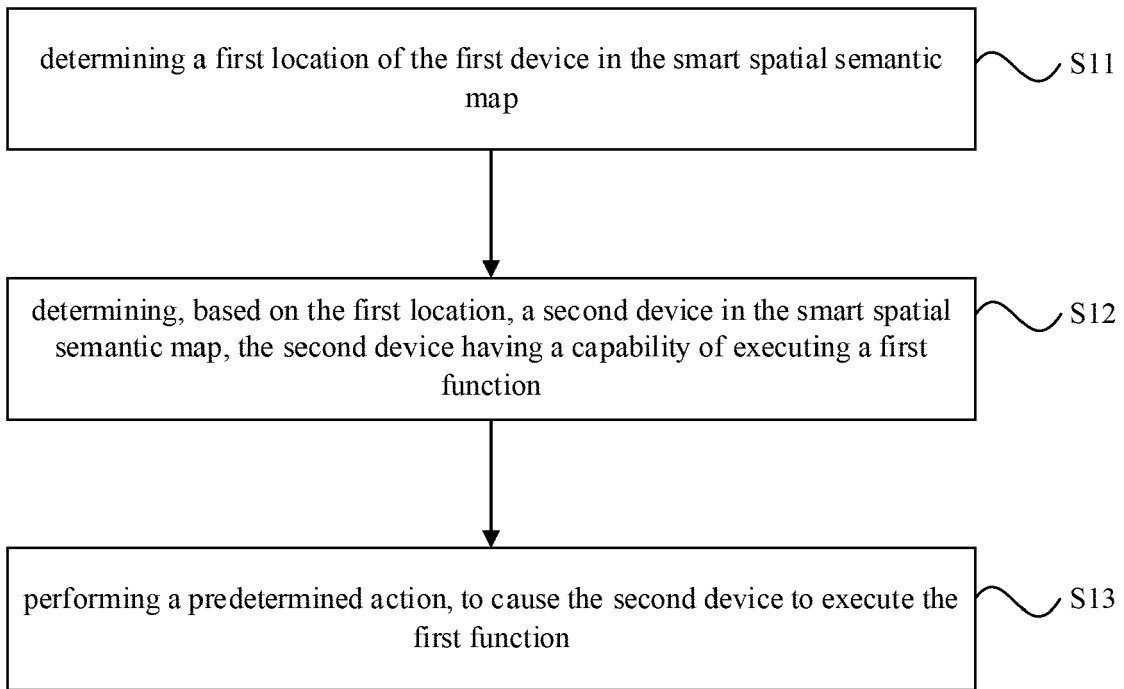 determining a first location of the first device in the smart spatial semantic
map
S11
determining, based on the first location, a second device in the smart spatial
semantic map, the second device having a capability of executing a first
function
S12
performing a predetermined action, to cause the second device to execute the
first function
S13